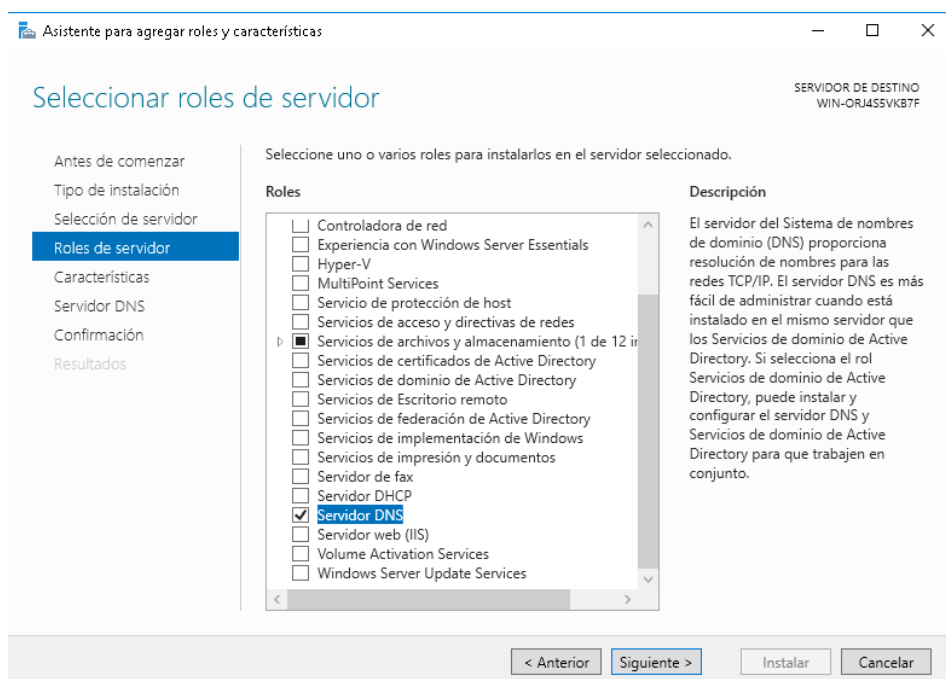 Asistente para agregar roles y características
Seleccionar roles de servidor
SERVIDOR DE DESTINO
WIN-ORJ4S5VKB7F
Antes de comenzar
Tipo de instalación
Selección de servidor
Roles de servidor
Características
Servidor DNS
Confirmación
Resultados
Seleccione uno o varios roles para instalarlos en el servidor seleccionado.
Roles
Controladora de red
Experiencia con Windows Server Essentials
Hyper-V
MultiPoint Services
Servicio de protección de host
Servicios de acceso y directivas de redes
Servicios de archivos y almacenamiento (1 de 12 ir
Servicios de certificados de Active Directory
Servicios de dominio de Active Directory
Servicios de Escritorio remoto
Servicios de federación de Active Directory
Servicios de implementación de Windows
Servicios de impresión y documentos
Servidor de fax
Servidor DHCP
Servidor DNS
Servidor web (IIS)
Volume Activation Services
Windows Server Update Services
Descripción
El servidor del Sistema de nombres
de dominio (DNS) proporciona
resolución de nombres para las
redes TCP/IP. El servidor DNS es más
fácil de administrar cuando está
instalado en el mismo servidor que
los Servicios de dominio de Active
Directory. Si selecciona el rol
Servicios de dominio de Active
Directory, puede instalar y
configurar el servidor DNS y
Servicios de dominio de Active
Directory para que trabajen en
conjunto.
< Anterior
Siguiente >
Instalar
Cancelar